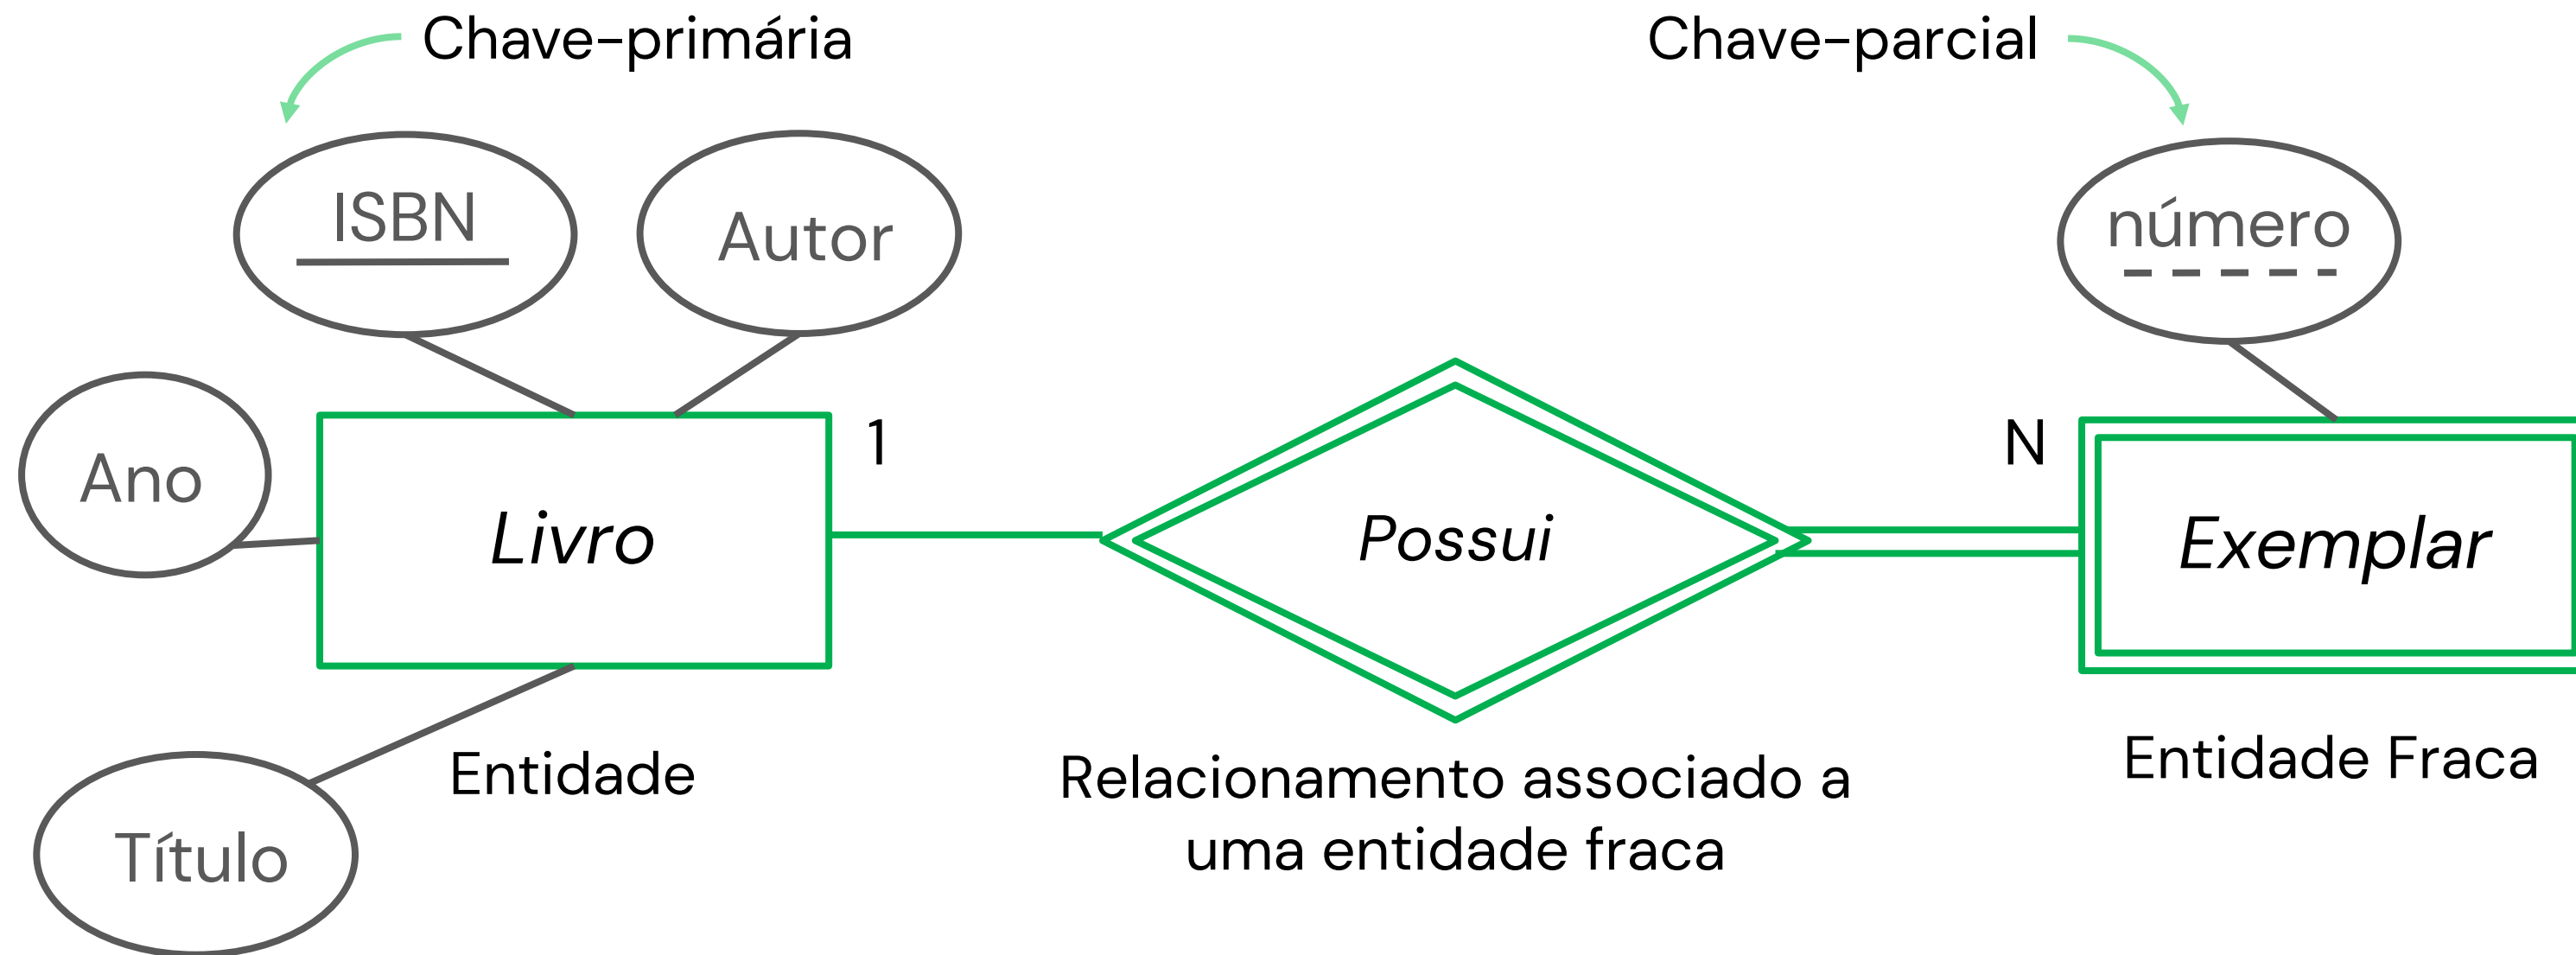 Chave-primária
Chave-parcial
ISBN
Autor
número
Ano
1
N
Livro
Possui
Exemplar
Entidade
Relacionamento associado a
uma entidade fraca
Entidade Fraca
Título